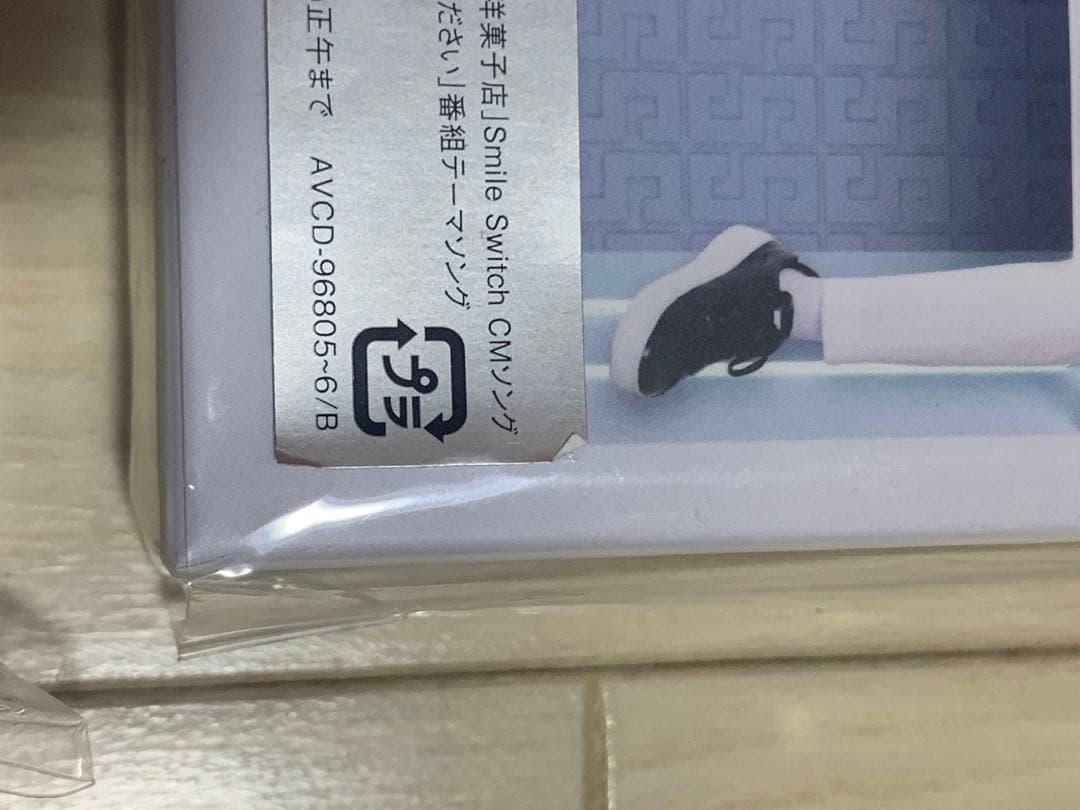 洋菓子店」Smile Switch CMソング
ださい」番組テーマソング
正午まで AVCD-96805~6/B
プラ